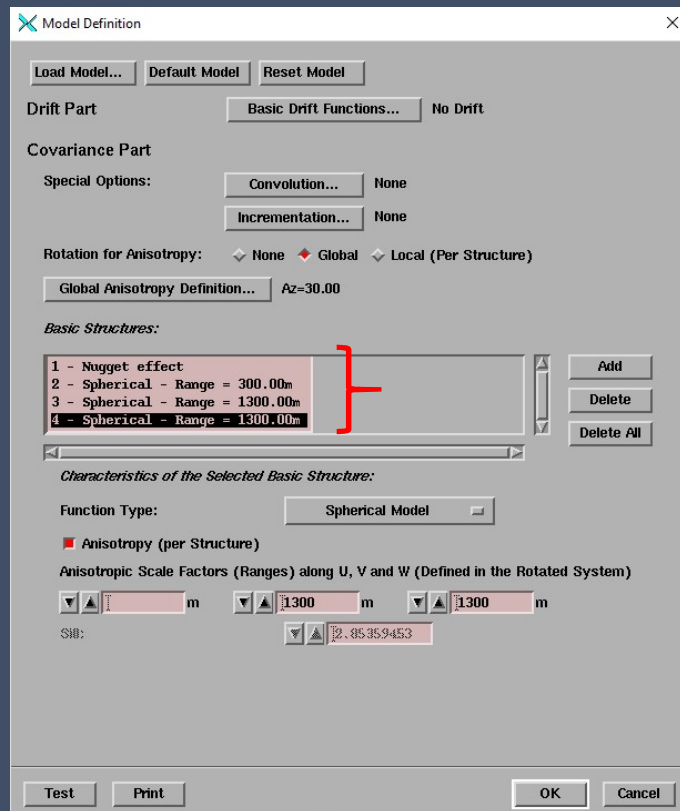 Model Definition
Load Model... Default Model Reset Model
Drift Part Basic Drift Functions... No Drift
Covariance Part
Special Options: Convolution... None
Incrementation... None
Rotation for Anisotropy: None Global Local (Per Structure)
Global Anisotropy Definition... Az=30.00
Basic Structures:
1 - Nugget effect
2 - Spherical - Range = 300.00m
3 - Spherical - Range = 1300.00m
4 - Spherical - Range = 1300.00m
Add
Delete
Delete All
Characteristics of the Selected Basic Structure:
Function Type: Spherical Model
Anisotropy (per Structure)
Anisotropic Scale Factors (Ranges) along U, V and W (Defined in the Rotated System)
m 1300 m 1300 m
Sill: 2.85359453
Test Print OK Cancel